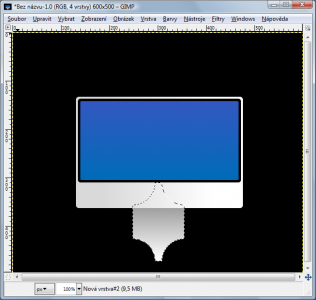 *Bez názvu-1.0 (RGB, 4 vrstvy) 600x500 – GIMP
Soubor Upravit Vybrat Zobrazení Obrázek Vrstva Barvy Nástroje Filtry Windows Nápověda
px 100% Nová vrstva#2 (9,5 MB)